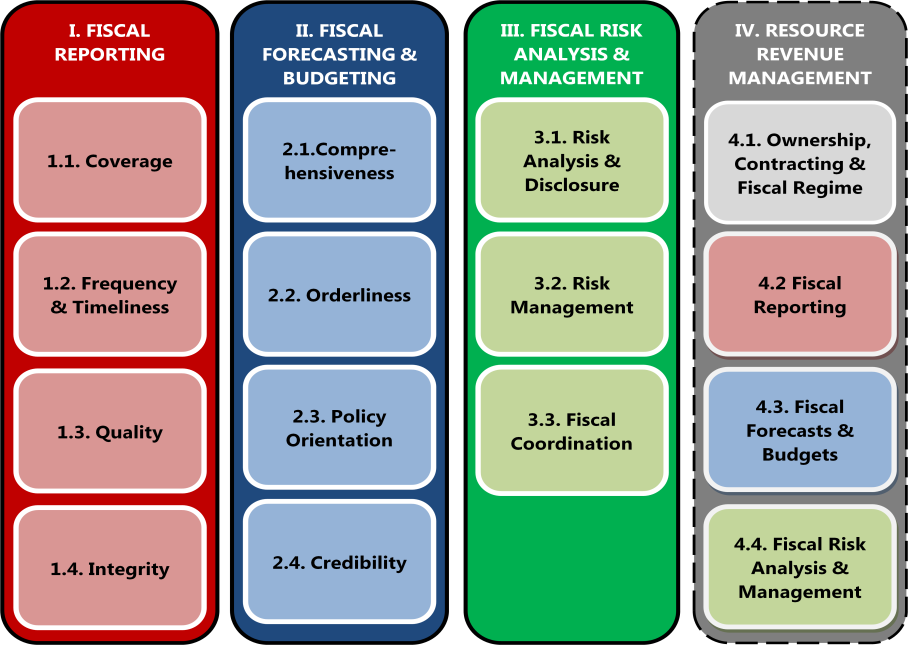 I. FISCAL
REPORTING
1.1. Coverage
1.2. Frequency
& Timeliness
1.3. Quality
1.4. Integrity
II. FISCAL
FORECASTING &
BUDGETING
2.1.Compre-
hensiveness
2.2. Orderliness
2.3. Policy
Orientation
2.4. Credibility
III. FISCAL RISK
ANALYSIS &
MANAGEMENT
3.1. Risk
Analysis &
Disclosure
3.2. Risk
Management
3.3. Fiscal
Coordination
IV. RESOURCE
REVENUE
MANAGEMENT
4.1. Ownership,
Contracting &
Fiscal Regime
4.2 Fiscal
Reporting
4.3. Fiscal
Forecasts &
Budgets
4.4. Fiscal Risk
Analysis &
Management